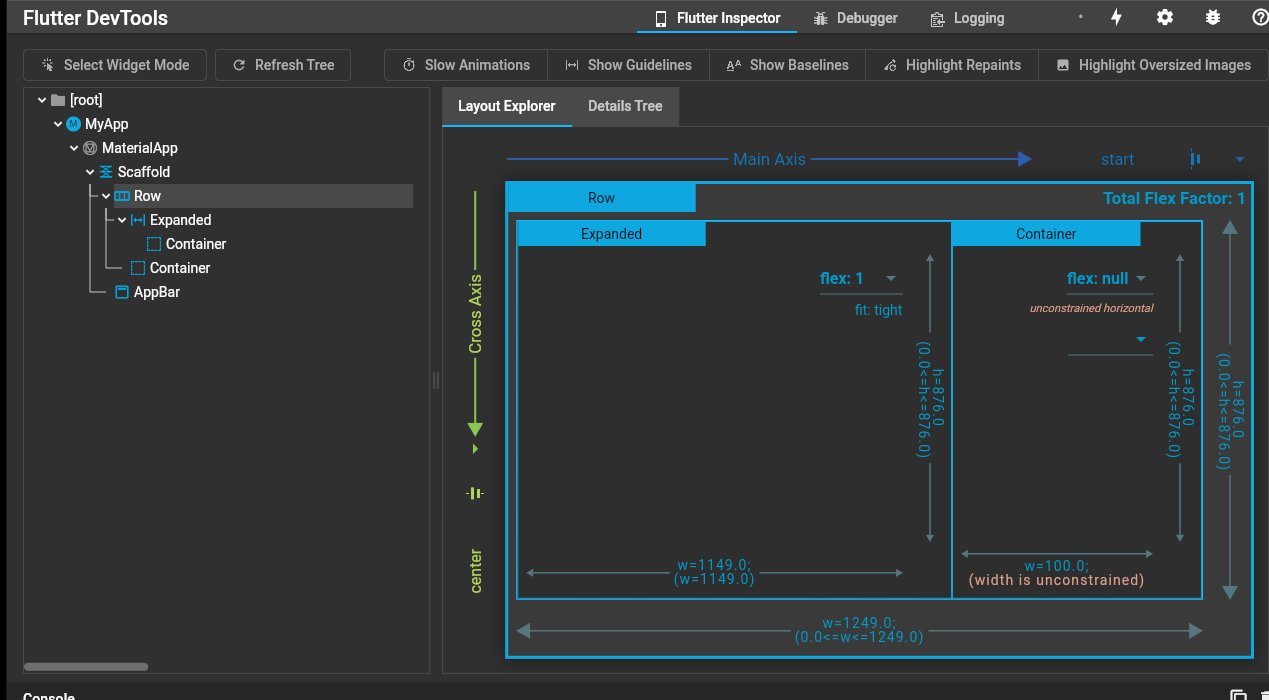 Flutter DevTools
Flutter Inspector
Debugger
Logging
Select Widget Mode
Refresh Tree
Slow Animations
Show Guidelines
Show Baselines
Highlight Repaints
Highlight Oversized Images
[root]
MyApp
MaterialApp
Scaffold
Row
Expanded
Container
Container
AppBar
Layout Explorer
Details Tree
Main Axis
start
Cross Axis
center
Row
Total Flex Factor: 1
Expanded
flex: 1
fit: tight
h=876.0
(0.0<=h<=876.0)
w=1149.0;
(w=1149.0)
Container
flex: null
unconstrained horizontal
h=876.0
(0.0<=h<=876.0)
w=100.0;
(width is unconstrained)
h=876.0
(0.0<=h<=876.0)
w=1249.0;
(0.0<=w<=1249.0)
Console